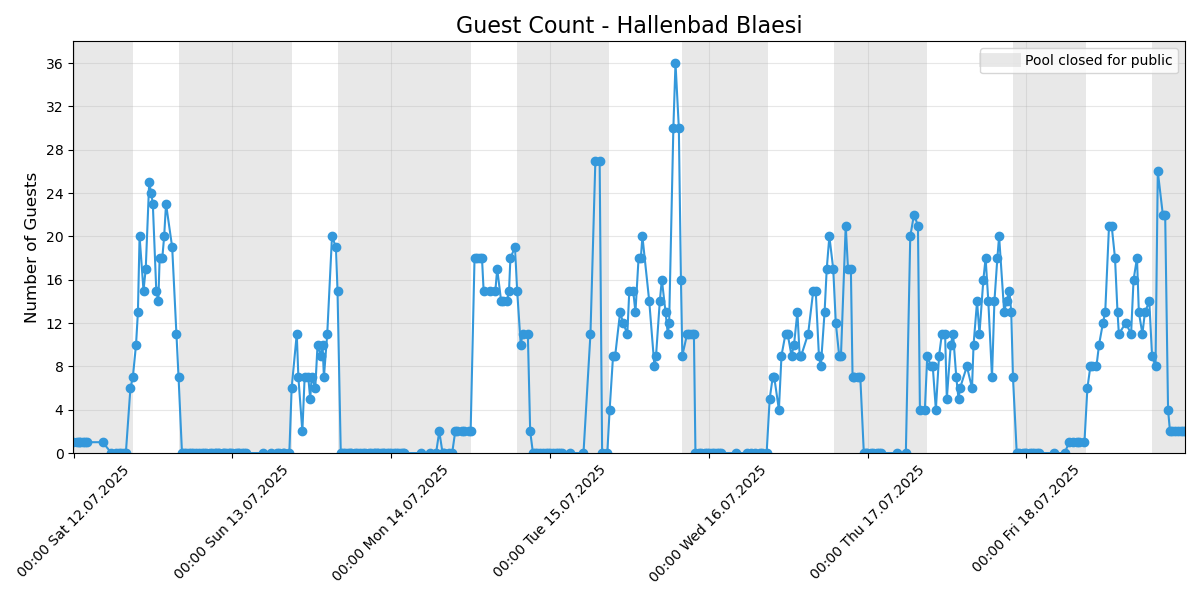 Guest Count - Hallenbad Blaesi
Pool closed for public
Number of Guests
36
32
28
24
20
16
12
8
4
0
00:00 Sat 12.07.2025
00:00 Sun 13.07.2025
00:00 Mon 14.07.2025
00:00 Tue 15.07.2025
00:00 Wed 16.07.2025
00:00 Thu 17.07.2025
00:00 Fri 18.07.2025